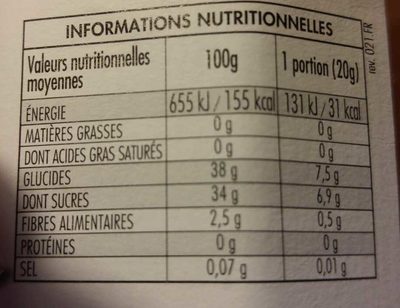 INFORMATIONS NUTRITIONNELLES
Valeurs nutritionnelles moyennes 100g 1 portion (20g)
ÉNERGIE 655 kJ / 155 kcal 131 kJ / 31 kcal
MATIÈRES GRASSES 0 g 0 g
DONT ACIDES GRAS SATURÉS 0 g 0 g
GLUCIDES 38 g 7,5 g
DONT SUCRES 34 g 6,9 g
FIBRES ALIMENTAIRES 2,5 g 0,5 g
PROTÉINES 0 g 0 g
SEL 0,07 g 0,01 g
rev. 021_FR